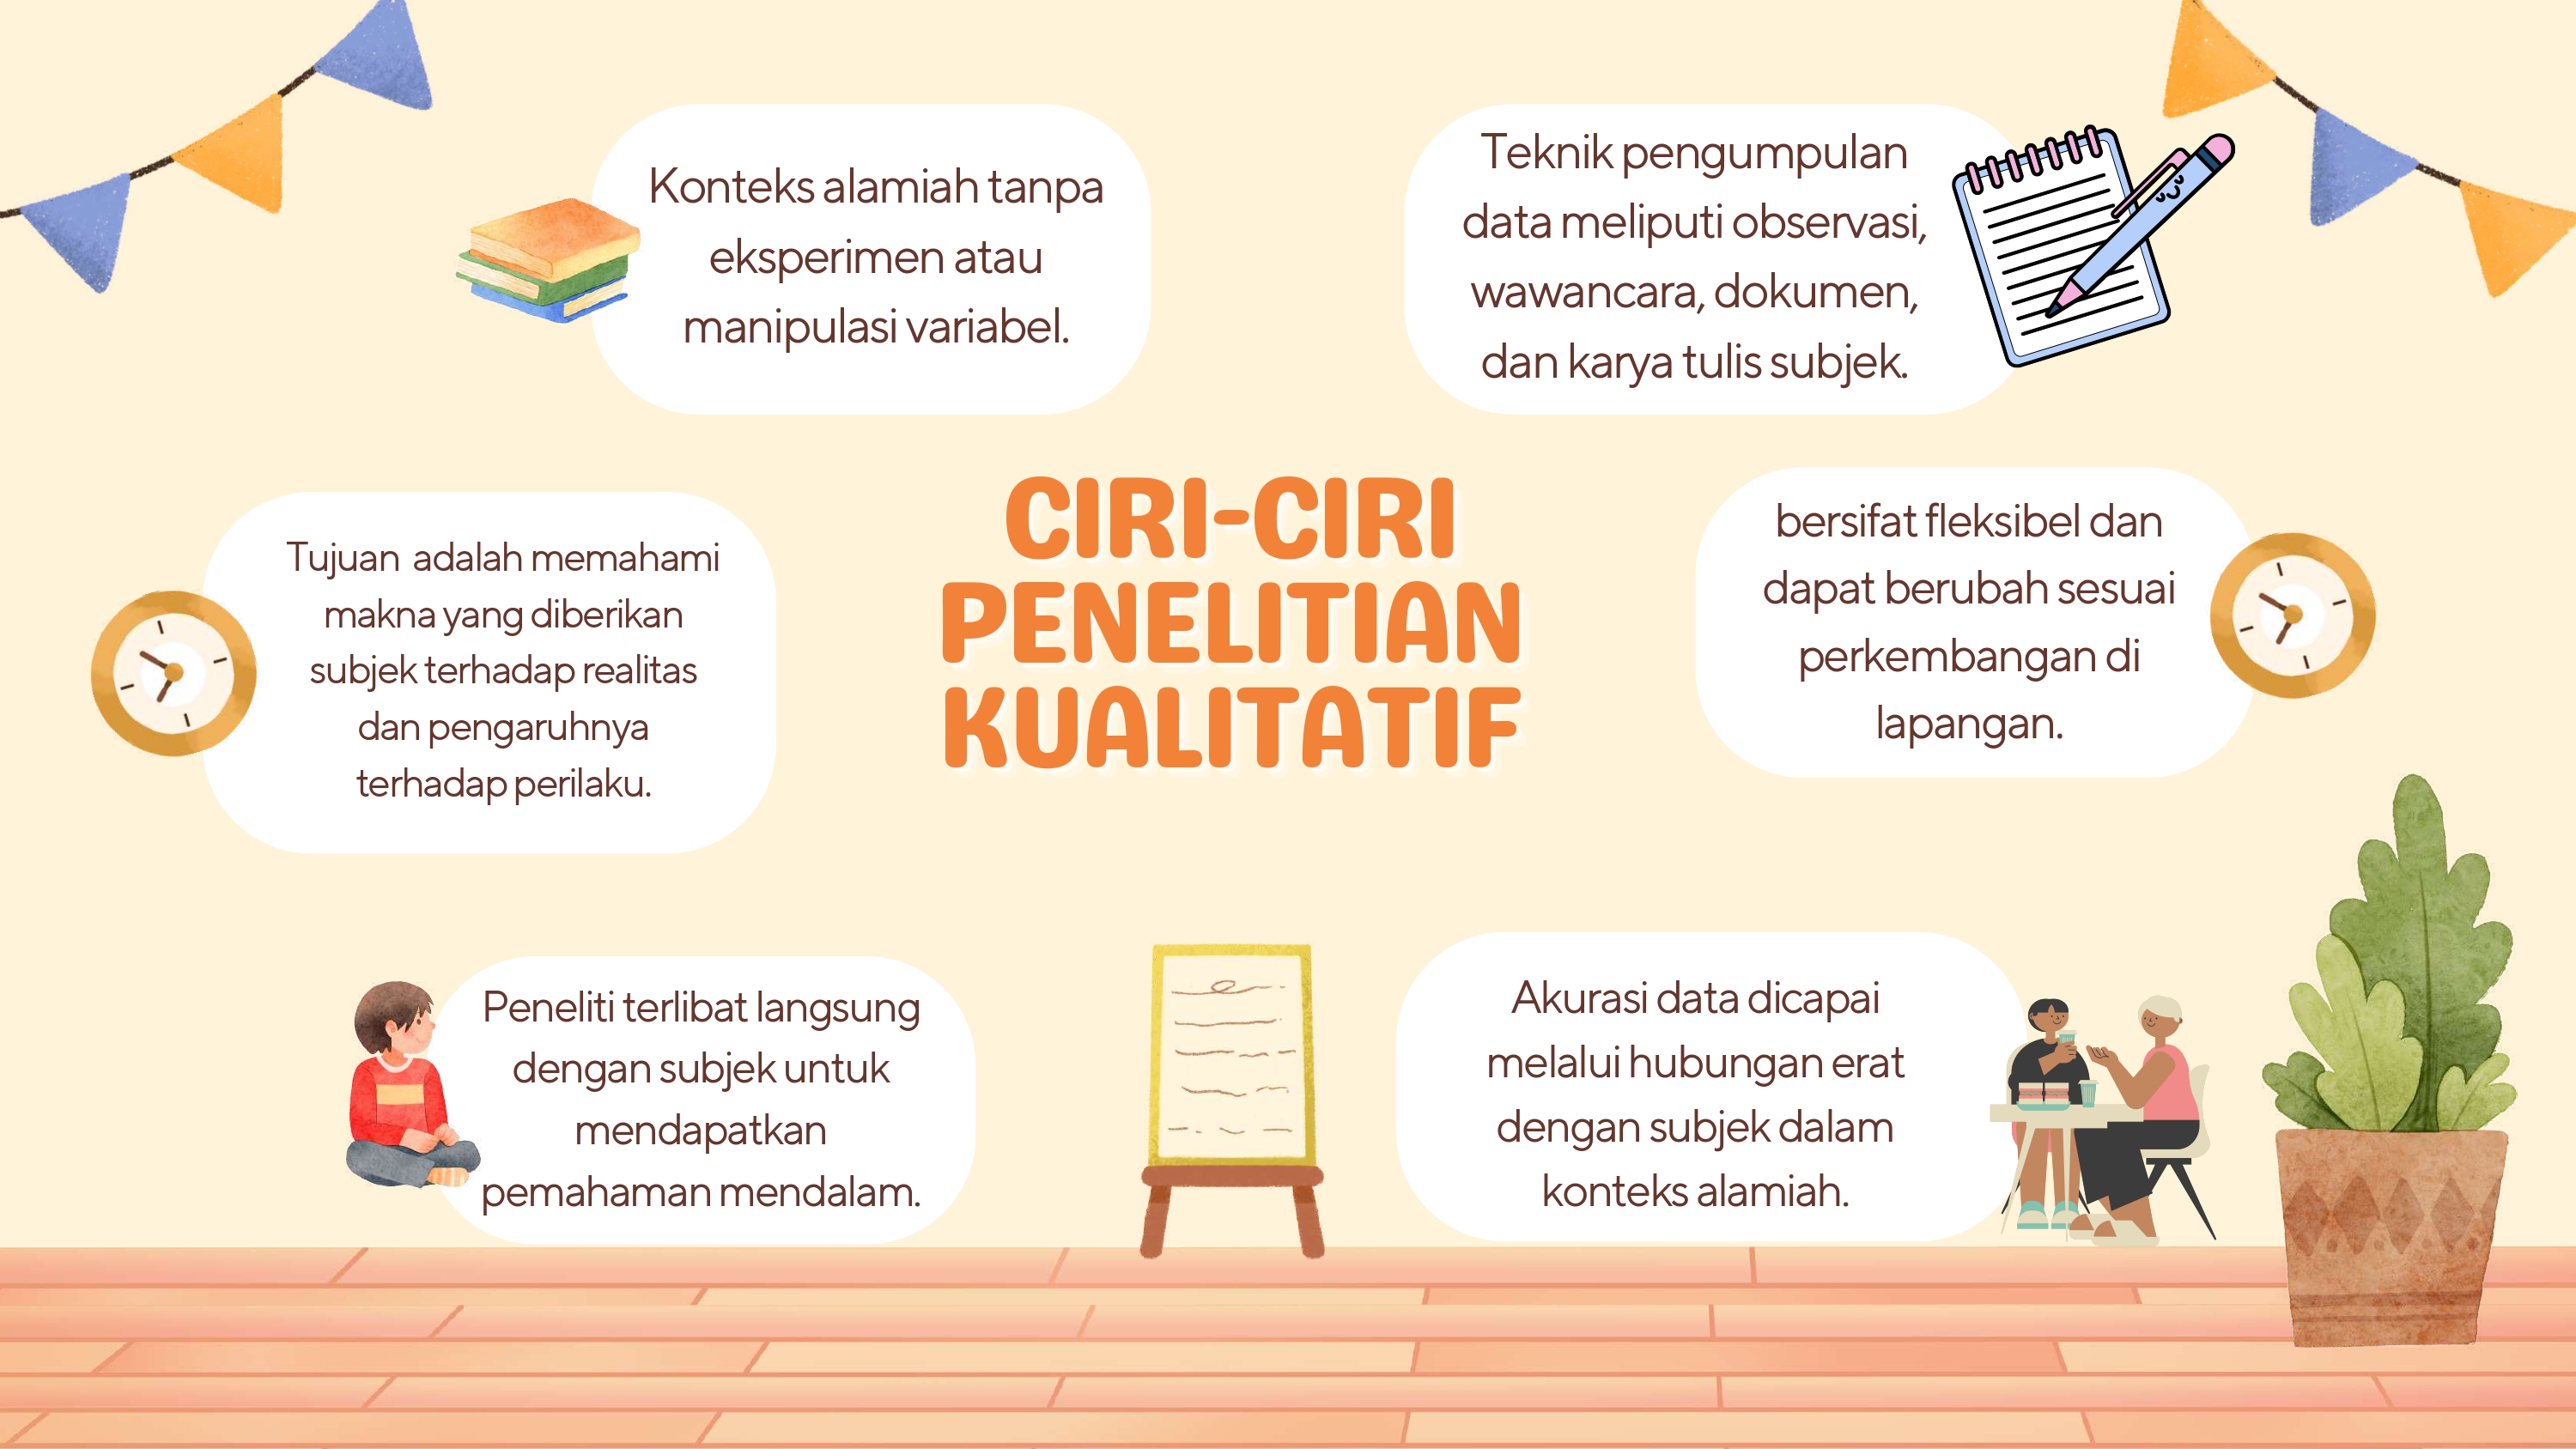 Konteks alamiah tanpa
eksperimen atau
manipulasi variabel.
Teknik pengumpulan
data meliputi observasi,
wawancara, dokumen,
dan karya tulis subjek.
CIRI-CIRI
PENELITIAN
KUALITATIF
Tujuan adalah memahami
makna yang diberikan
subjek terhadap realitas
dan pengaruhnya
terhadap perilaku.
bersifat fleksibel dan
dapat berubah sesuai
perkembangan di
lapangan.
Peneliti terlibat langsung
dengan subjek untuk
mendapatkan
pemahaman mendalam.
Akurasi data dicapai
melalui hubungan erat
dengan subjek dalam
konteks alamiah.